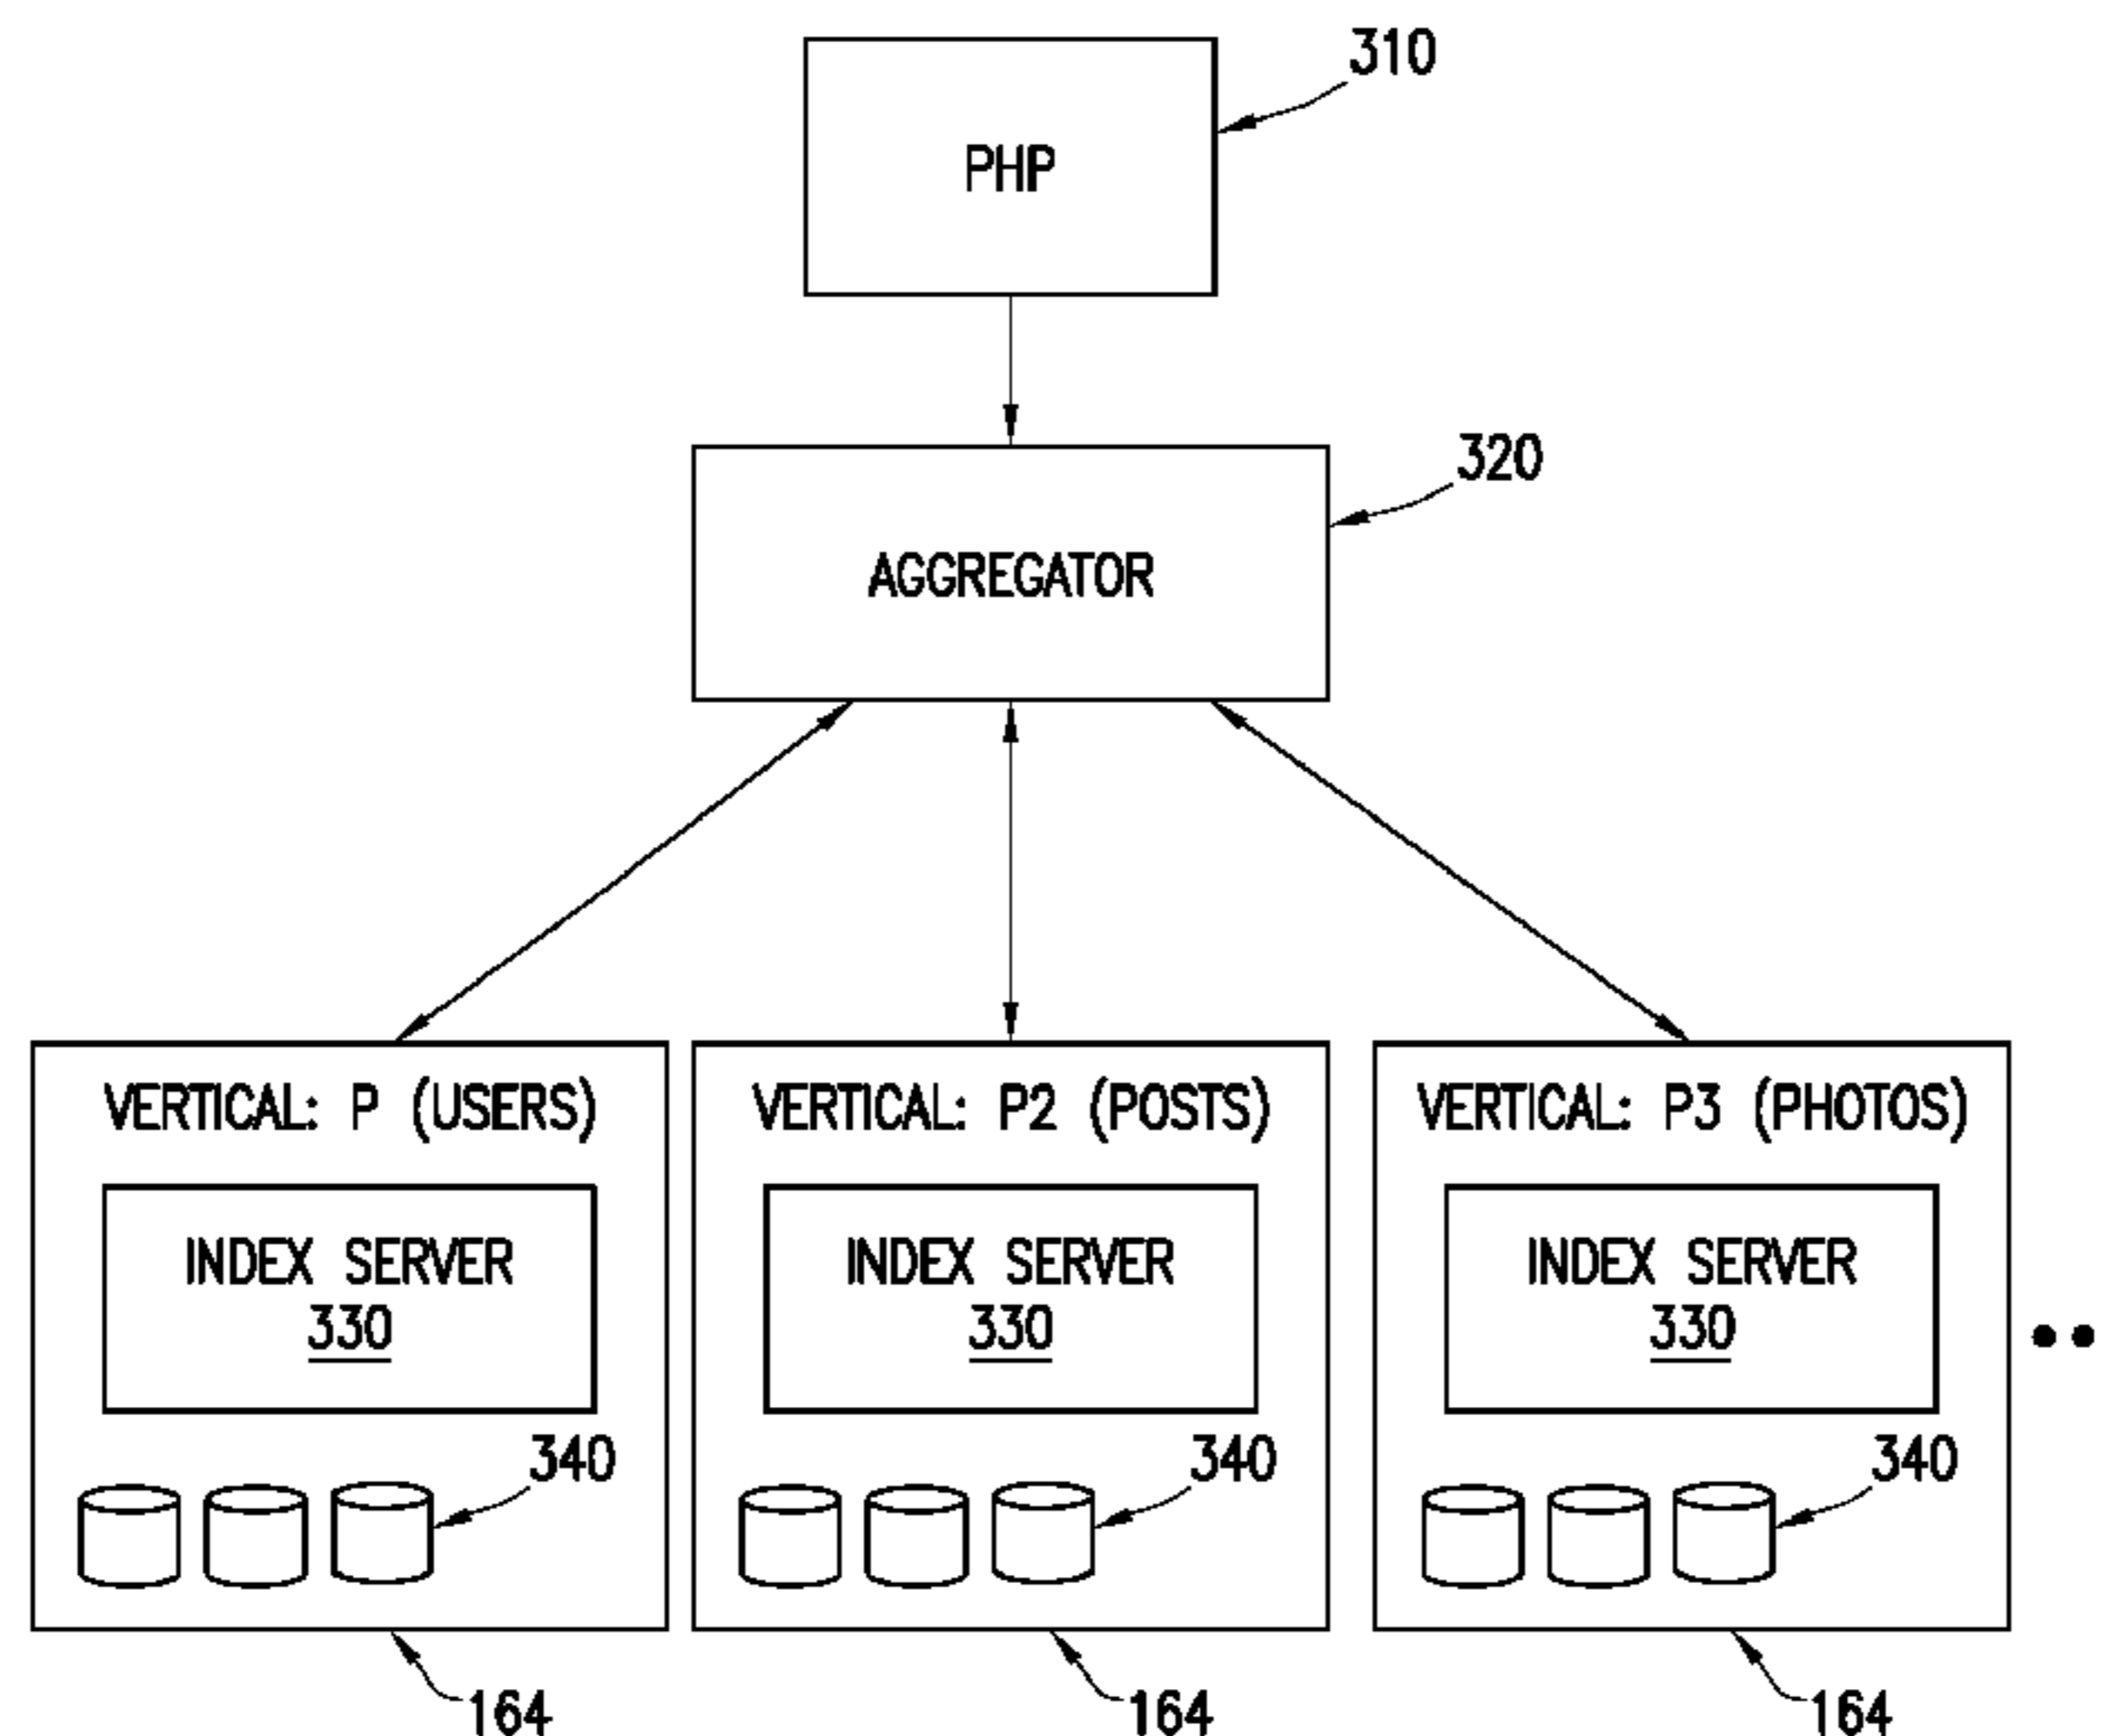 310
PHP
320
AGGREGATOR
VERTICAL: P (USERS)
INDEX SERVER
330
340
164
VERTICAL: P2 (POSTS)
INDEX SERVER
330
340
164
VERTICAL: P3 (PHOTOS)
INDEX SERVER
330
340
164